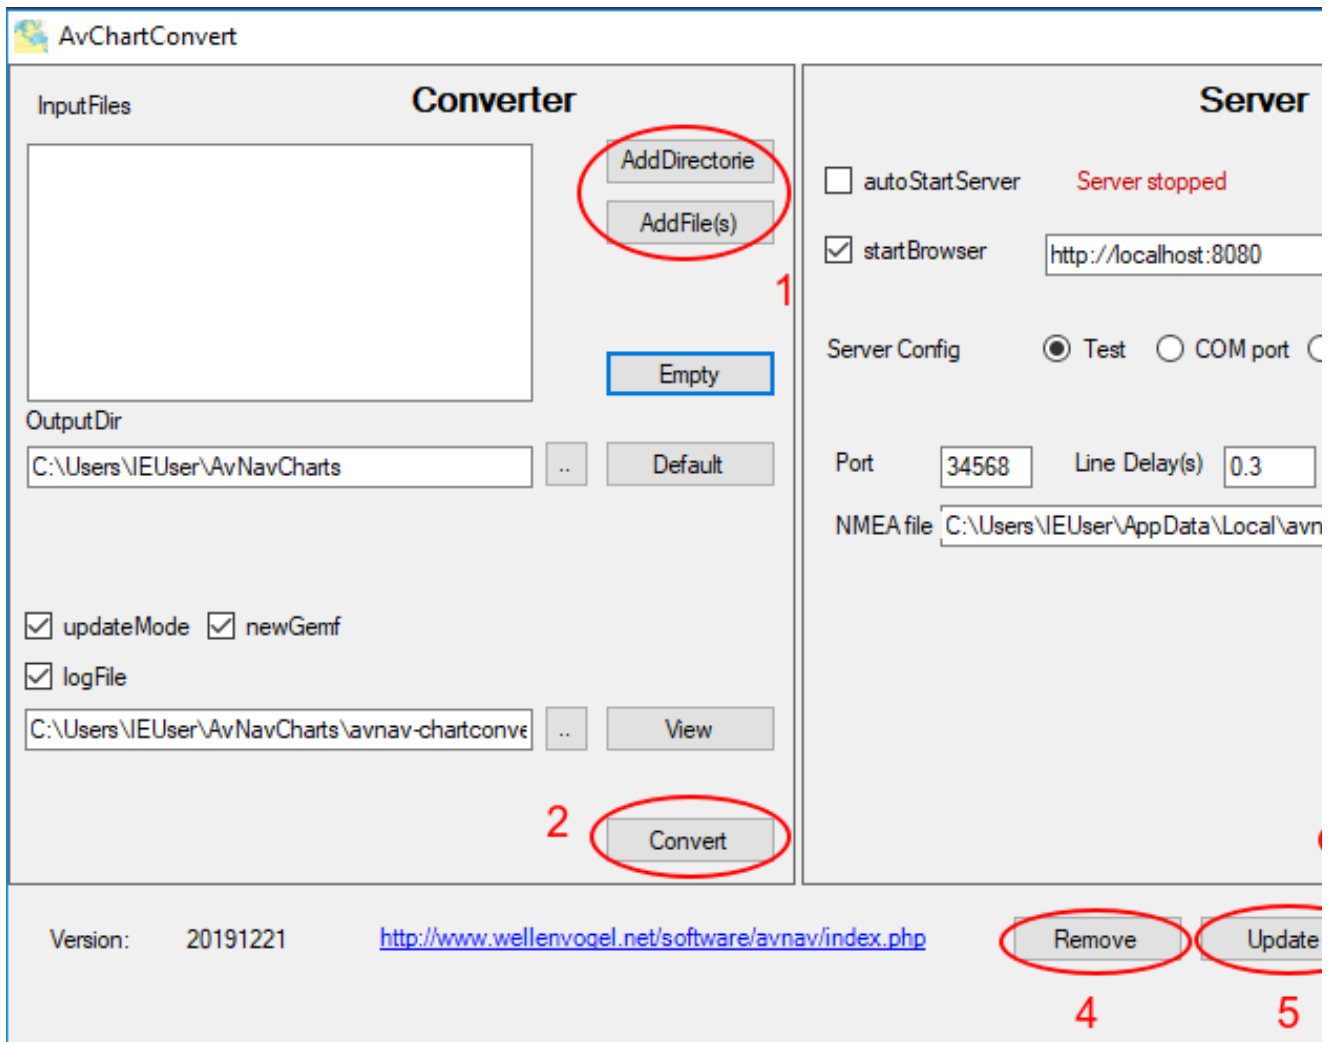 AvChartConvert
InputFiles
Converter
AddDirectorie
AddFile(s)
1
Empty
OutputDir
C:\Users\IEUser\AvNavCharts
..
Default
updateMode
newGemf
logFile
C:\Users\IEUser\AvNavCharts\avnav-chartconve
..
View
2
Convert
Server
autoStartServer
Server stopped
startBrowser
http://localhost:8080
Server Config
Test
COM port
Port
34568
Line Delay(s)
0.3
NMEA file
C:\Users\IEUser\AppData\Local\avn
Version:
20191221
http://www.wellenvogel.net/software/avnav/index.php
Remove
Update
4
5